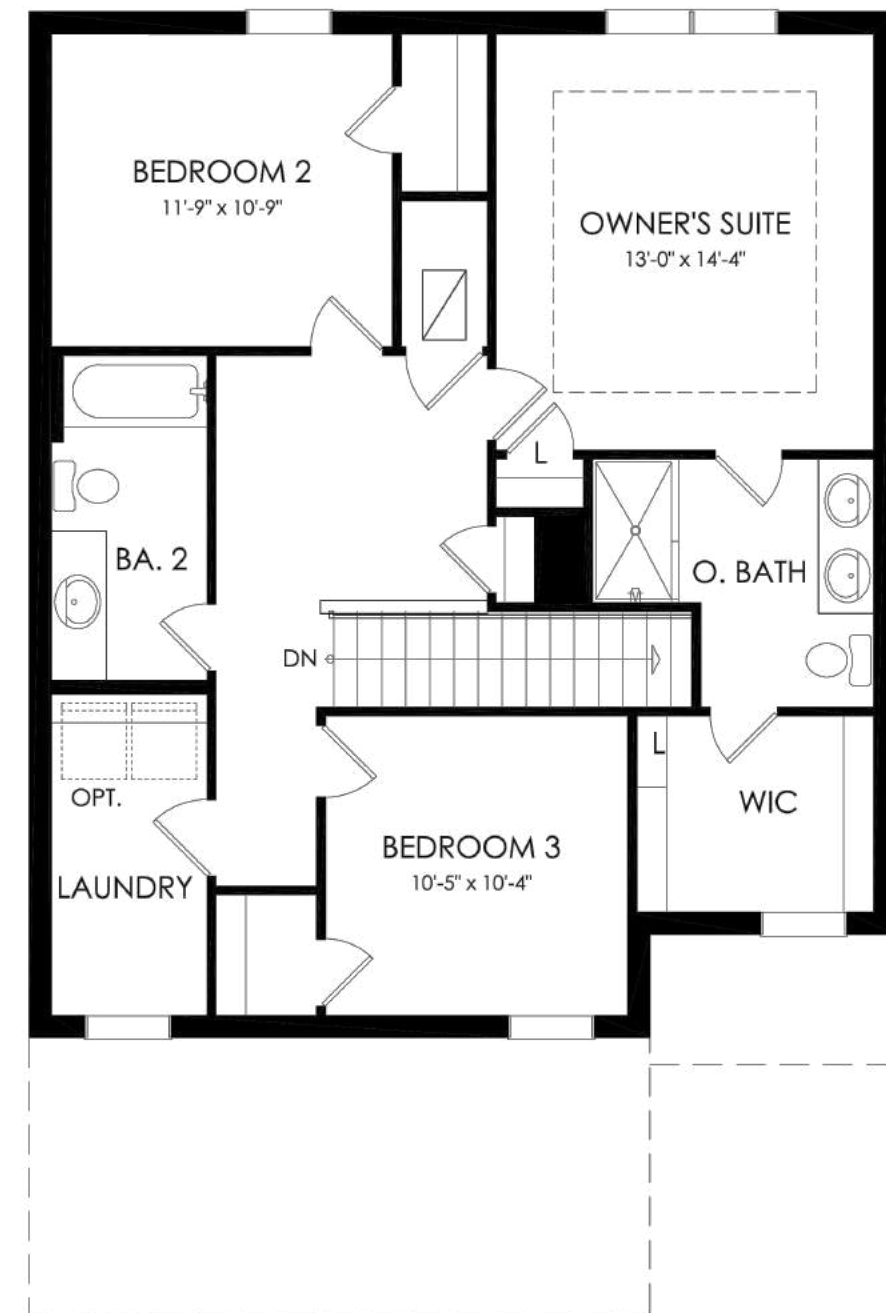 BEDROOM 2
11'-9" x 10'-9"
OWNER'S SUITE
13'-0" x 14'-4"
L
BA. 2
O. BATH
DN
L
OPT.
WIC
BEDROOM 3
10'-5" x 10'-4"
LAUNDRY